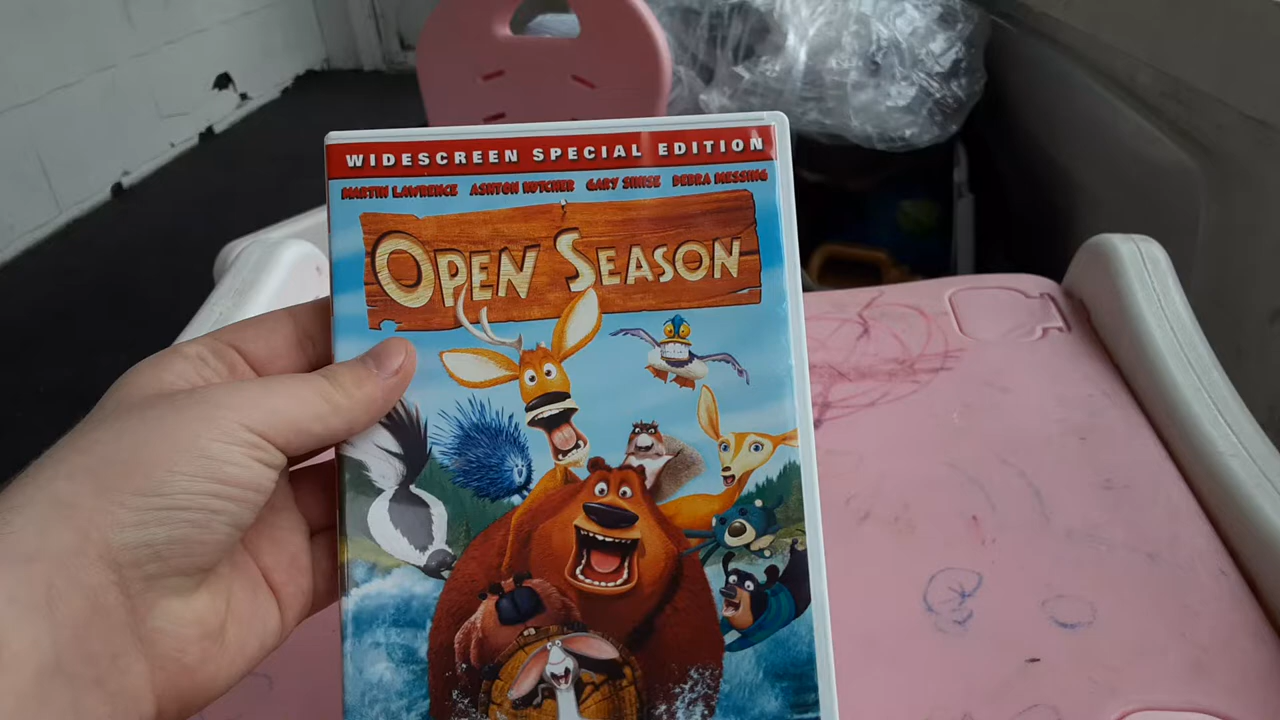 WIDESCREEN SPECIAL EDITION
MARTIN LAWRENCE ASHTON KUTCHER GARY SINISE DEBRA MESSING
OPEN SEASON